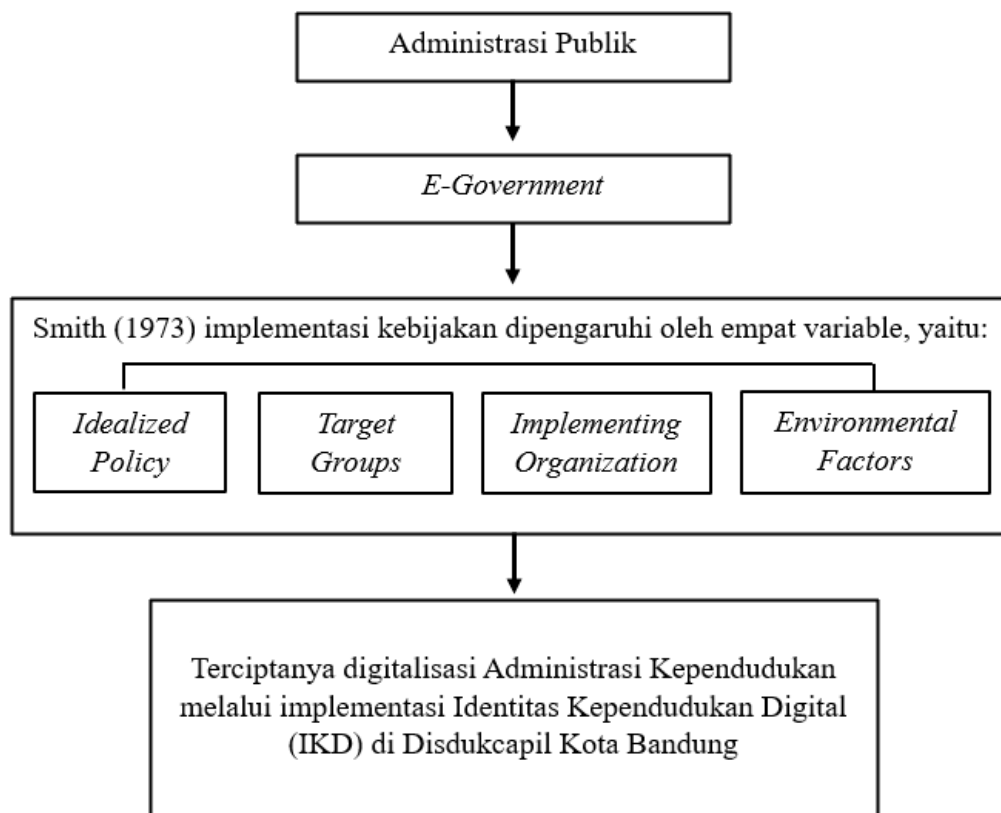 Administrasi Publik
E-Government
Smith (1973) implementasi kebijakan dipengaruhi oleh empat variable, yaitu:
Idealized
Policy
Target
Groups
Implementing
Organization
Environmental
Factors
Terciptanya digitalisasi Administrasi Kependudukan
melalui implementasi Identitas Kependudukan Digital
(IKD) di Disdukcapil Kota Bandung